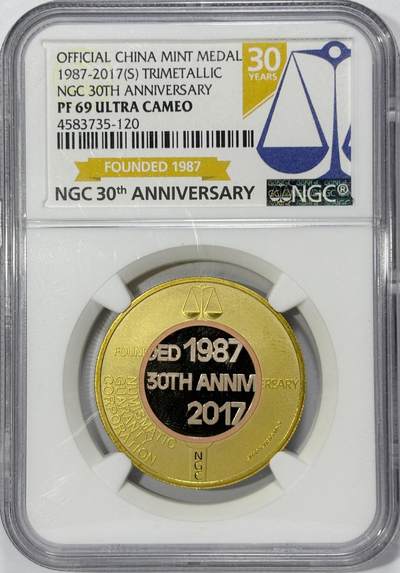 OFFICIAL CHINA MINT MEDAL
1987-2017(S) TRIMETALLIC
NGC 30TH ANNIVERSARY
PF 69 ULTRA CAMEO
4583735-120
30
YEARS
FOUNDED 1987
NGC 30th ANNIVERSARY
NGC®
FOUNDED 1987
30TH ANNIVERSARY
2017
NUMISMATIC
GUARANTY
CORPORATION
NGC